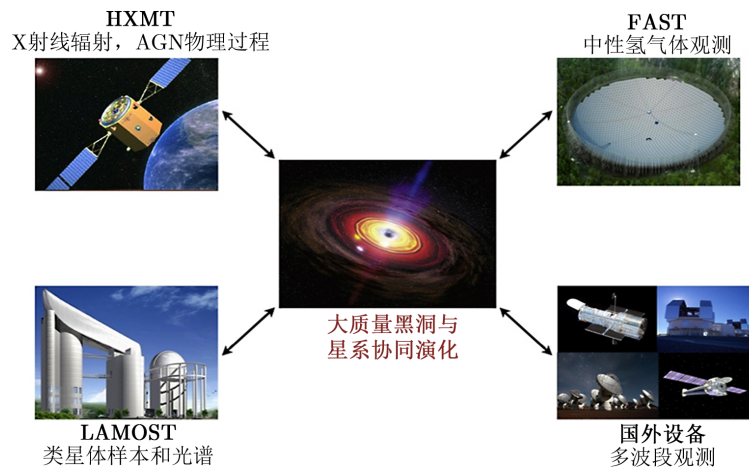 HXMT
X射线辐射，AGN物理过程
FAST
中性氢气体观测
大质量黑洞与
星系协同演化
LAMOST
类星体样本和光谱
国外设备
多波段观测